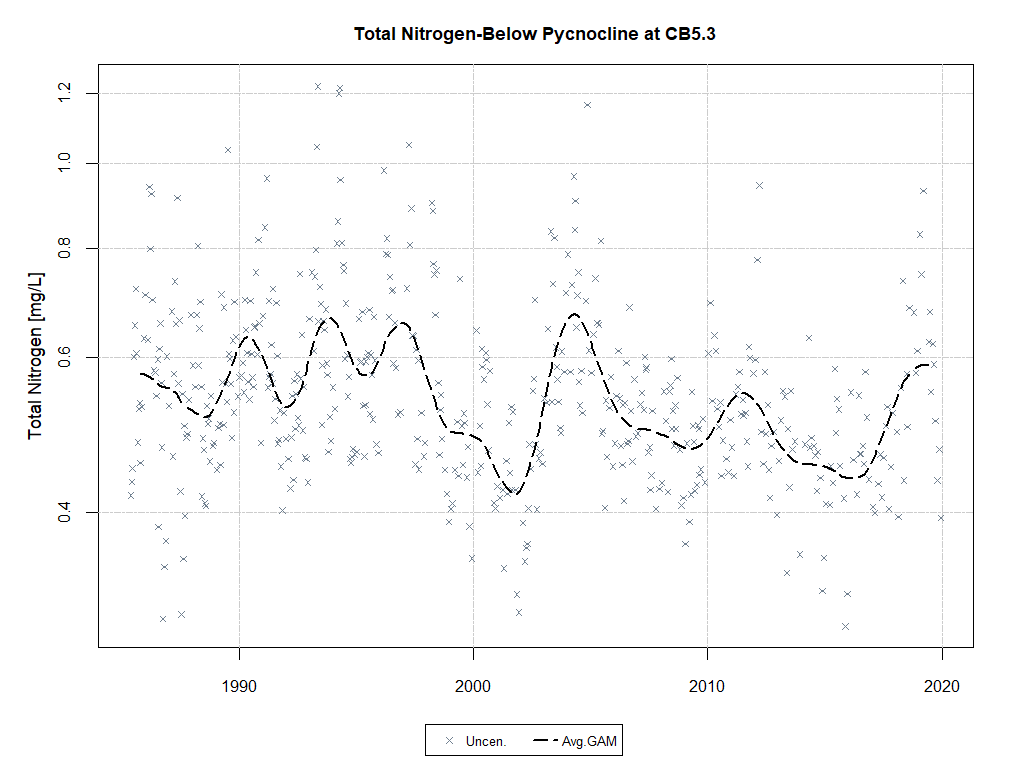 Total Nitrogen-Below Pycnocline at CB5.3
Total Nitrogen [mg/L]
1.2
1.0
0.8
0.6
0.4
1990 2000 2010 2020
Uncen. Avg.GAM